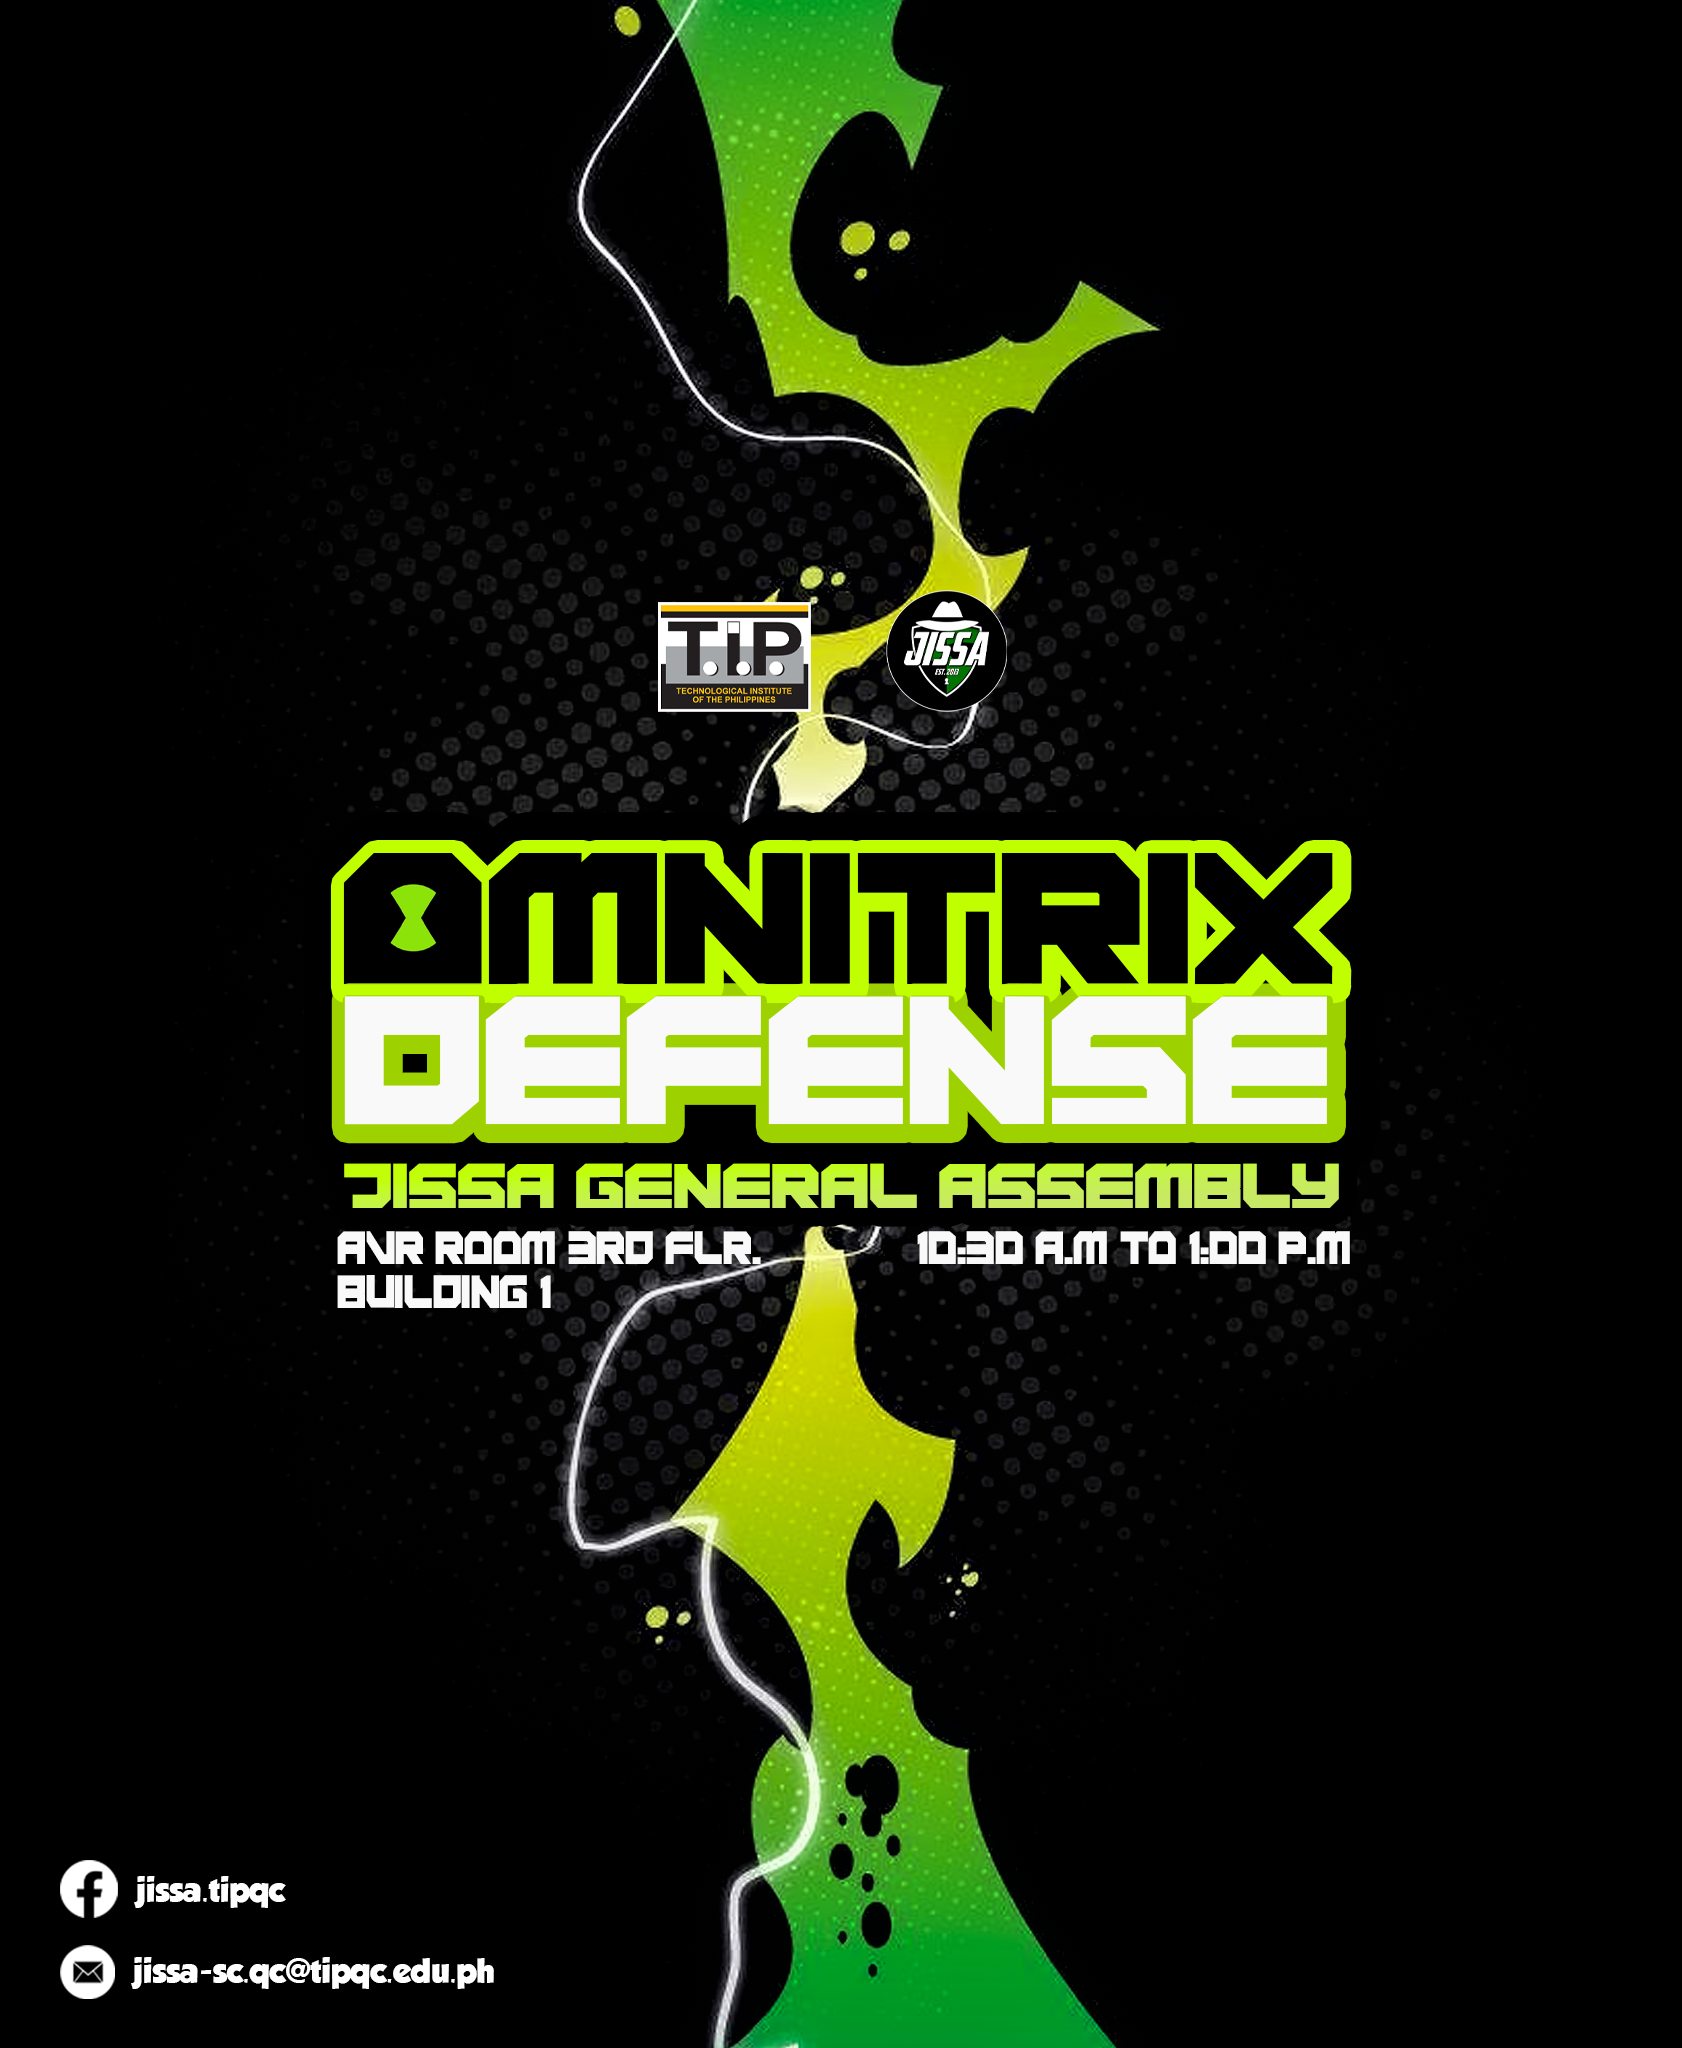 T.I.P
TECHNOLOGICAL INSTITUTE
OF THE PHILIPPINES
JISSA
EST. 2013
1
OMNITRIX
DEFENSE
JISSA GENERAL ASSEMBLY
AVR ROOM 3RD FLR.
BUILDING 1
10:30 A.M TO 1:00 P.M
jissa.tipqc
jissa-sc.qc@tipqc.edu.ph